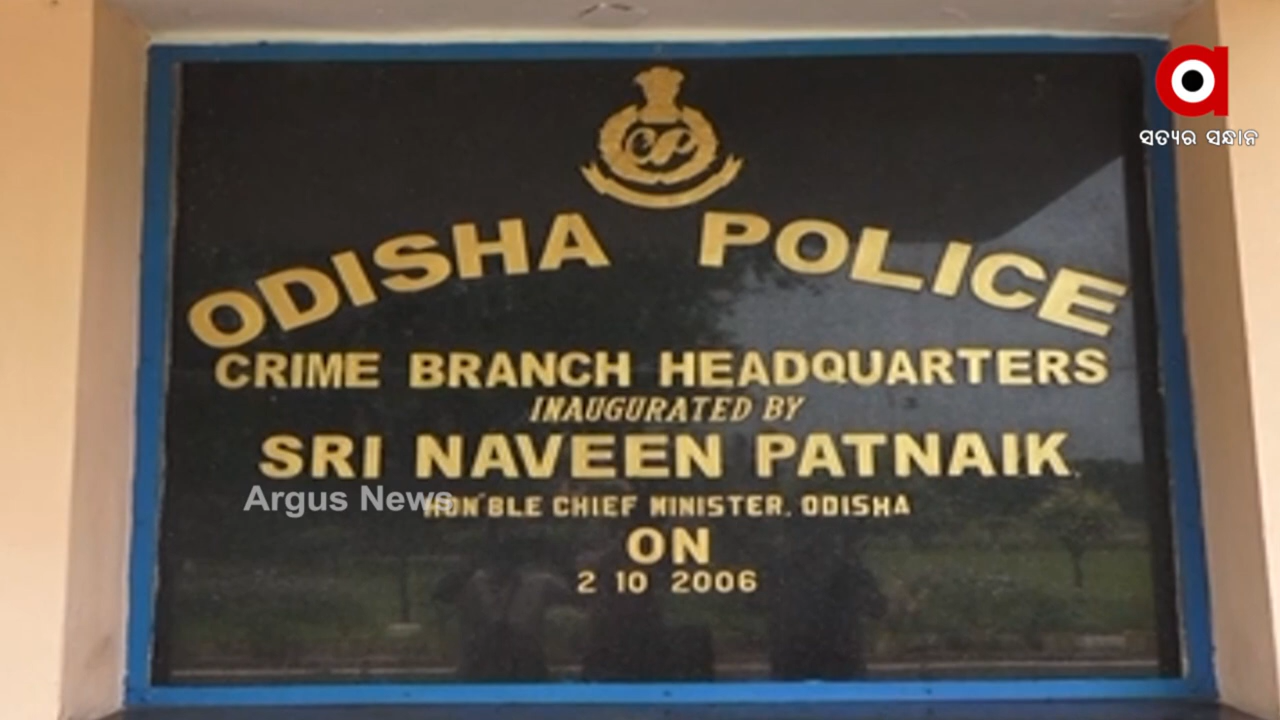 ସତ୍ୟର ସନ୍ଧାନ
ODISHA POLICE
CRIME BRANCH HEADQUARTERS
INAUGURATED BY
SRI NAVEEN PATNAIK
Argus News
HON'BLE CHIEF MINISTER, ODISHA
ON
2 10 2006